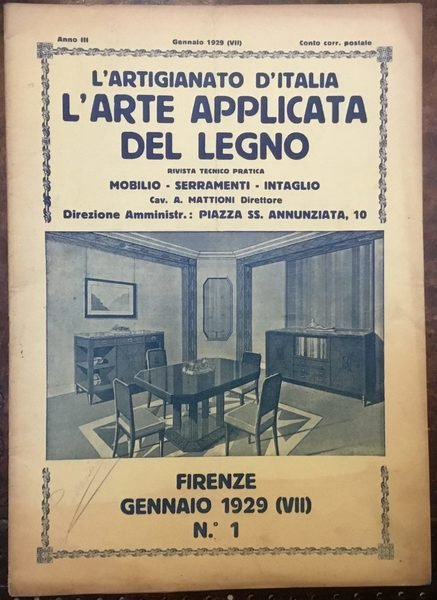 Anno III Gennaio 1929 (VII) Conto corr. postale
L'ARTIGIANATO D'ITALIA
L'ARTE APPLICATA
DEL LEGNO
RIVISTA TECNICO PRATICA
MOBILIO - SERRAMENTI - INTAGLIO
Cav. A. MATTIONI Direttore
Direzione Amministr.: PIAZZA SS. ANNUNZIATA, 10
FIRENZE
GENNAIO 1929 (VII)
N.° 1